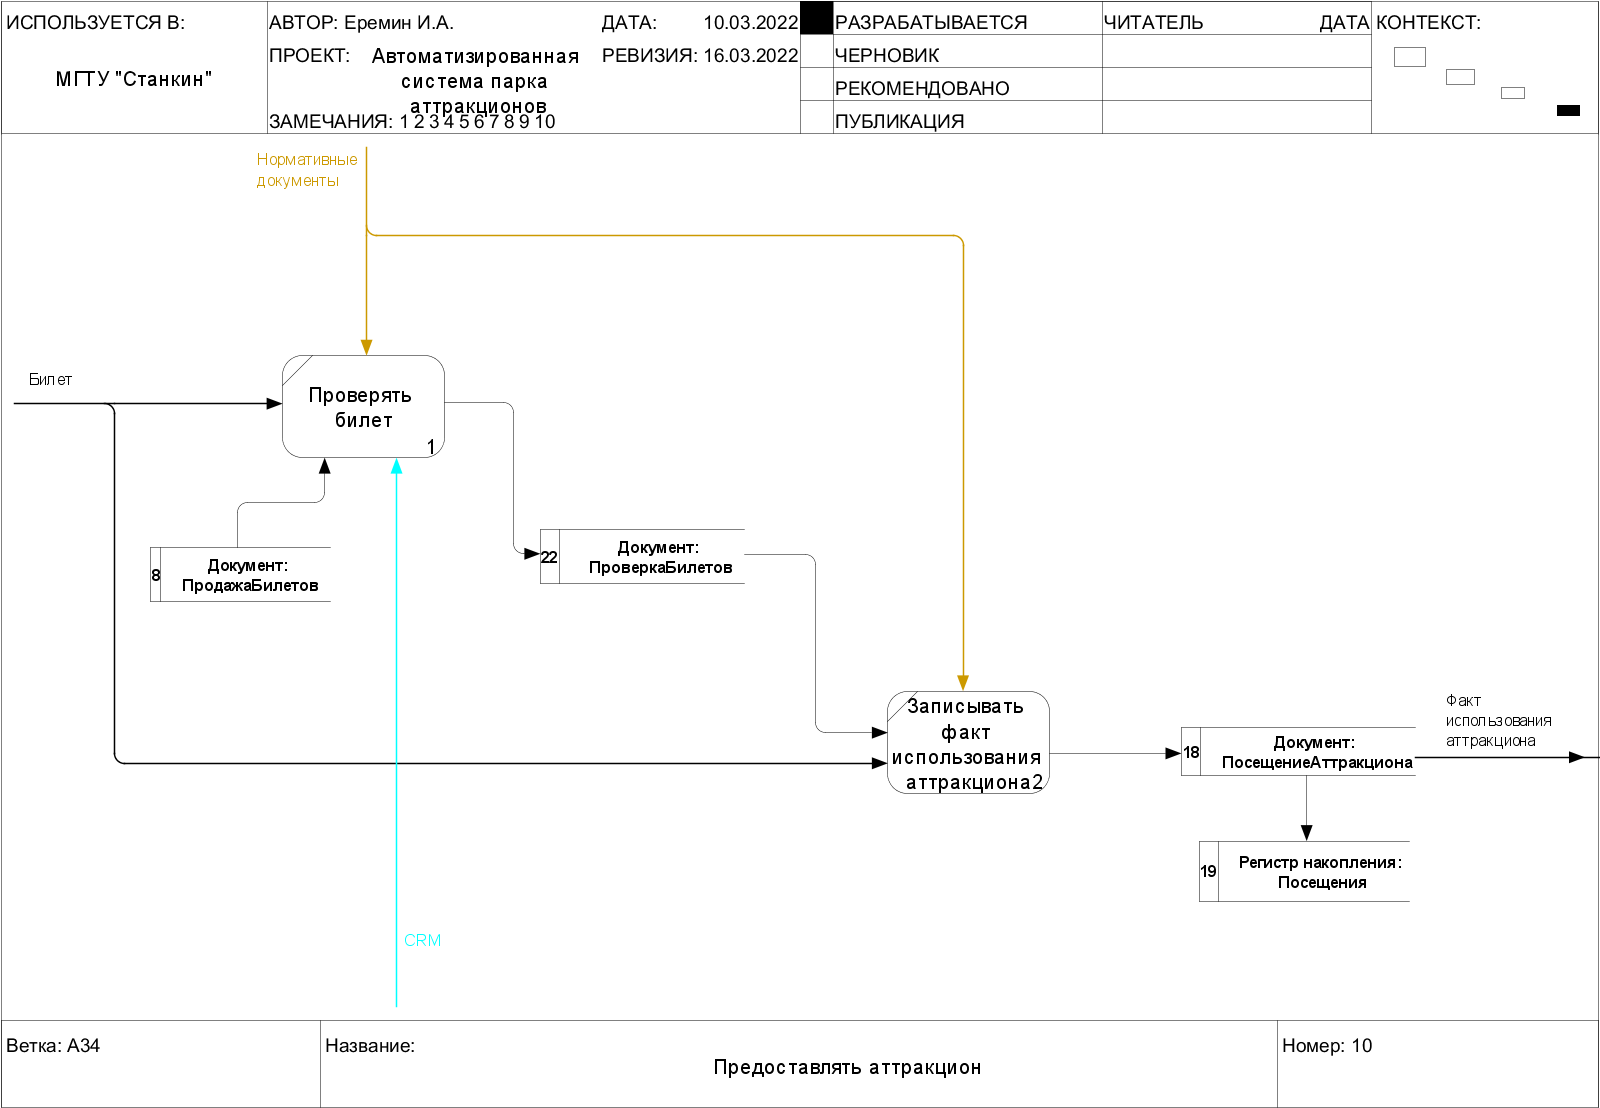 ИСПОЛЬЗУЕТСЯ В:
МГТУ "Станкин"
АВТОР: Еремин И.А.
ДАТА: 10.03.2022
ПРОЕКТ: Автоматизированная
система парка
аттракционов
РЕВИЗИЯ: 16.03.2022
ЗАМЕЧАНИЯ: 1 2 3 4 5 6 7 8 9 10
РАЗРАБАТЫВАЕТСЯ
ЧЕРНОВИК
РЕКОМЕНДОВАНО
ПУБЛИКАЦИЯ
ЧИТАТЕЛЬ
ДАТА
КОНТЕКСТ:
Нормативные
документы
Билет
Проверять
билет
1
8
Документ:
ПродажаБилетов
22
Документ:
ПроверкаБилетов
Записывать
факт
использования
аттракциона2
18
Документ:
ПосещениеАттракциона
Факт
использования
аттракциона
19
Регистр накопления:
Посещения
CRM
Ветка: A34
Название:
Предоставлять аттракцион
Номер: 10